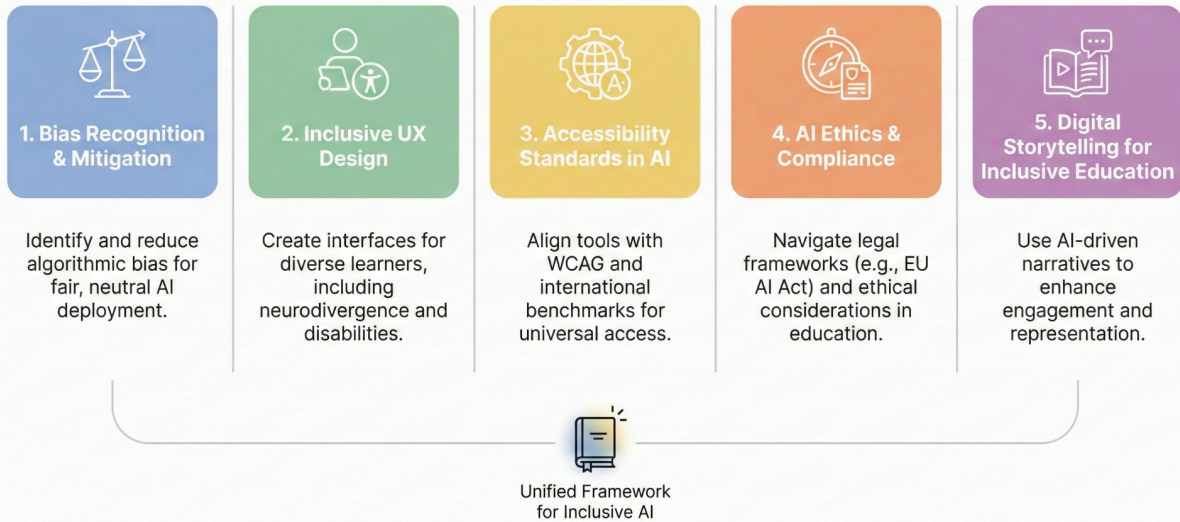 1. Bias Recognition
& Mitigation
Identify and reduce
algorithmic bias for
fair, neutral AI
deployment.
2. Inclusive UX
Design
Create interfaces for
diverse learners,
including
neurodivergence and
disabilities.
A
3. Accessibility
Standards in AI
Align tools with
WCAG and
international
benchmarks for
universal access.
4. AI Ethics &
Compliance
Navigate legal
frameworks (e.g., EU
AI Act) and ethical
considerations in
education.
5. Digital
Storytelling for
Inclusive Education
Use AI-driven
narratives to
enhance
engagement and
representation.
Unified Framework
for Inclusive AI